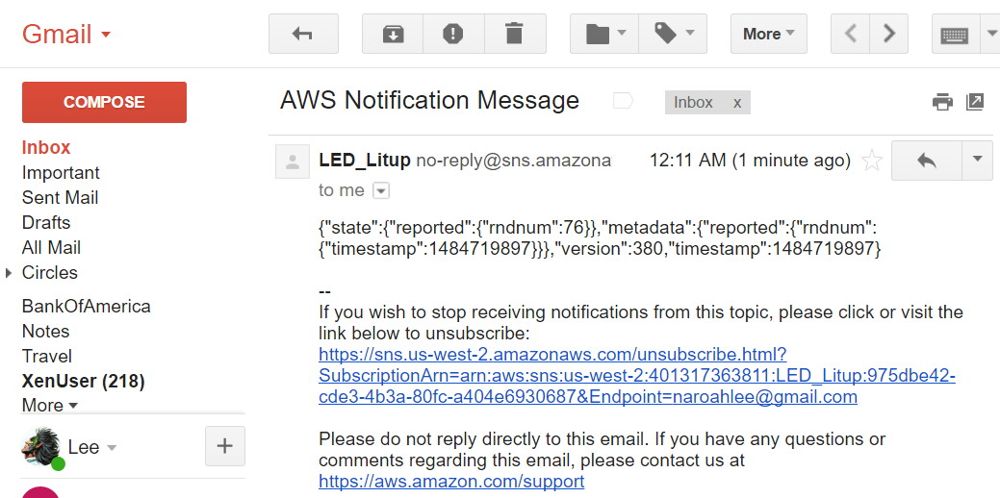 Gmail
More
COMPOSE
AWS Notification Message
Inbox x
Inbox
Important
Sent Mail
Drafts
All Mail
Circles
BankOfAmerica
Notes
Travel
XenUser (218)
More
Lee
LED_Litup no-reply@sns.amazona 12:11 AM (1 minute ago)
to me
{"state":{"reported":{"rndnum":76}},"metadata":{"reported":{"rndnum":
{"timestamp":1484719897}}},"version":380,"timestamp":1484719897}
--
If you wish to stop receiving notifications from this topic, please click or visit the
link below to unsubscribe:
https://sns.us-west-2.amazonaws.com/unsubscribe.html?
SubscriptionArn=arn:aws:sns:us-west-2:401317363811:LED_Litup:975dbe42-
cde3-4b3a-80fc-a404e6930687&Endpoint=naroahlee@gmail.com
Please do not reply directly to this email. If you have any questions or
comments regarding this email, please contact us at
https://aws.amazon.com/support